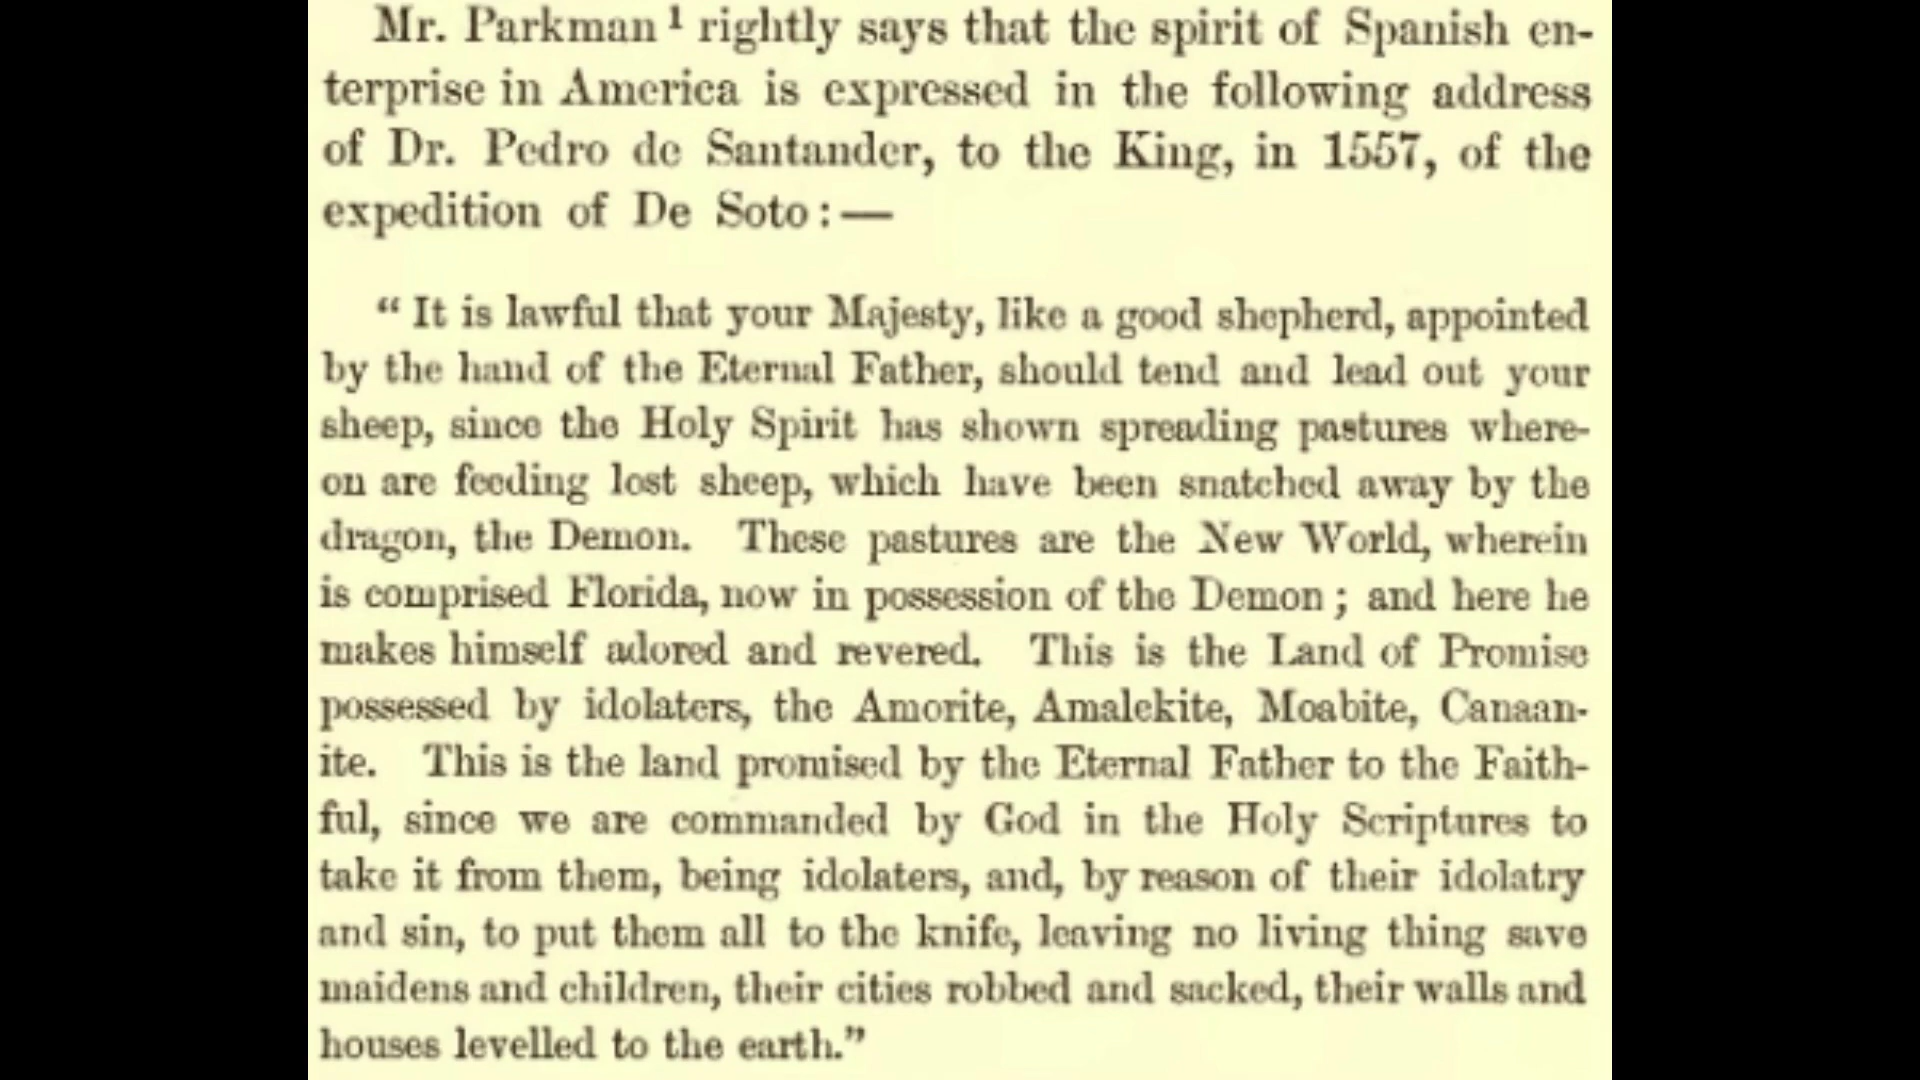 Mr. Parkman ¹ rightly says that the spirit of Spanish en-
terprise in America is expressed in the following address
of Dr. Pedro de Santander, to the King, in 1557, of the
expedition of De Soto : —
“ It is lawful that your Majesty, like a good shepherd, appointed
by the hand of the Eternal Father, should tend and lead out your
sheep, since the Holy Spirit has shown spreading pastures where-
on are feeding lost sheep, which have been snatched away by the
dragon, the Demon. These pastures are the New World, wherein
is comprised Florida, now in possession of the Demon ; and here he
makes himself adored and revered. This is the Land of Promise
possessed by idolaters, the Amorite, Amalekite, Moabite, Canaan-
ite. This is the land promised by the Eternal Father to the Faith-
ful, since we are commanded by God in the Holy Scriptures to
take it from them, being idolaters, and, by reason of their idolatry
and sin, to put them all to the knife, leaving no living thing save
maidens and children, their cities robbed and sacked, their walls and
houses levelled to the earth.”